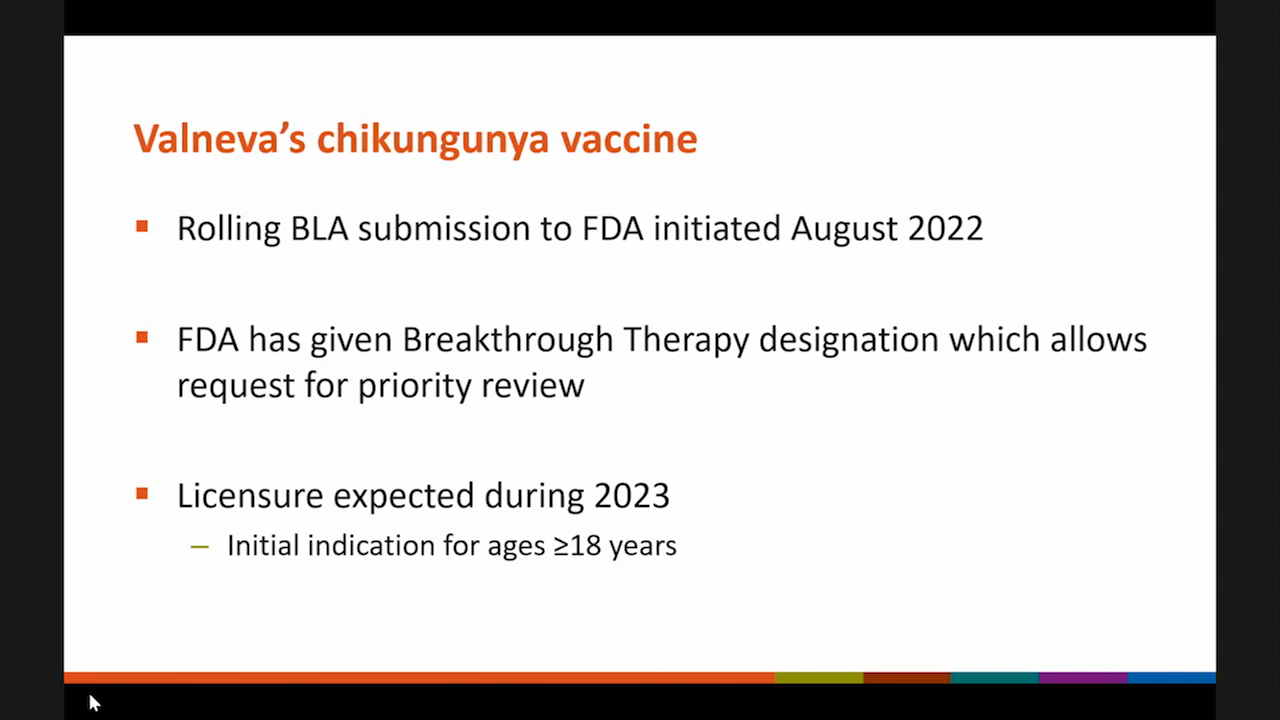 Valneva’s chikungunya vaccine
▪ Rolling BLA submission to FDA initiated August 2022
▪ FDA has given Breakthrough Therapy designation which allows
request for priority review
▪ Licensure expected during 2023
– Initial indication for ages ≥18 years